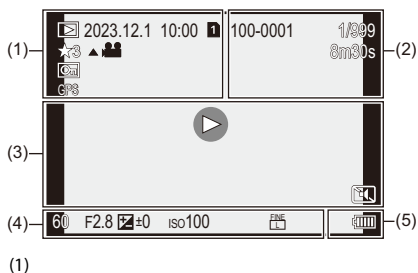 2023.12.1 10:00 1 100-0001 1/999
3 8m30s
GPS
(1)
(2)
(3)
(4)
(5)
60 F2.8 ±0 ISO100 FINE L
(1)